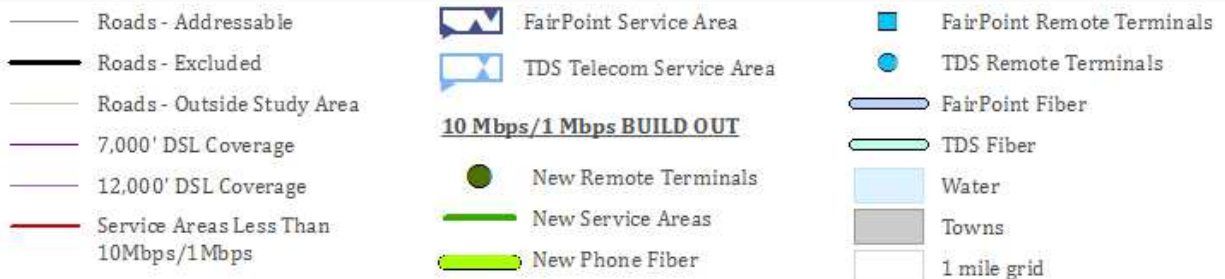 Roads - Addressable
Roads - Excluded
Roads - Outside Study Area
7,000' DSL Coverage
12,000' DSL Coverage
Service Areas Less Than
10Mbps/1Mbps
FairPoint Service Area
TDS Telecom Service Area
10 Mbps/1 Mbps BUILD OUT
New Remote Terminals
New Service Areas
New Phone Fiber
FairPoint Remote Terminals
TDS Remote Terminals
FairPoint Fiber
TDS Fiber
Water
Towns
1 mile grid